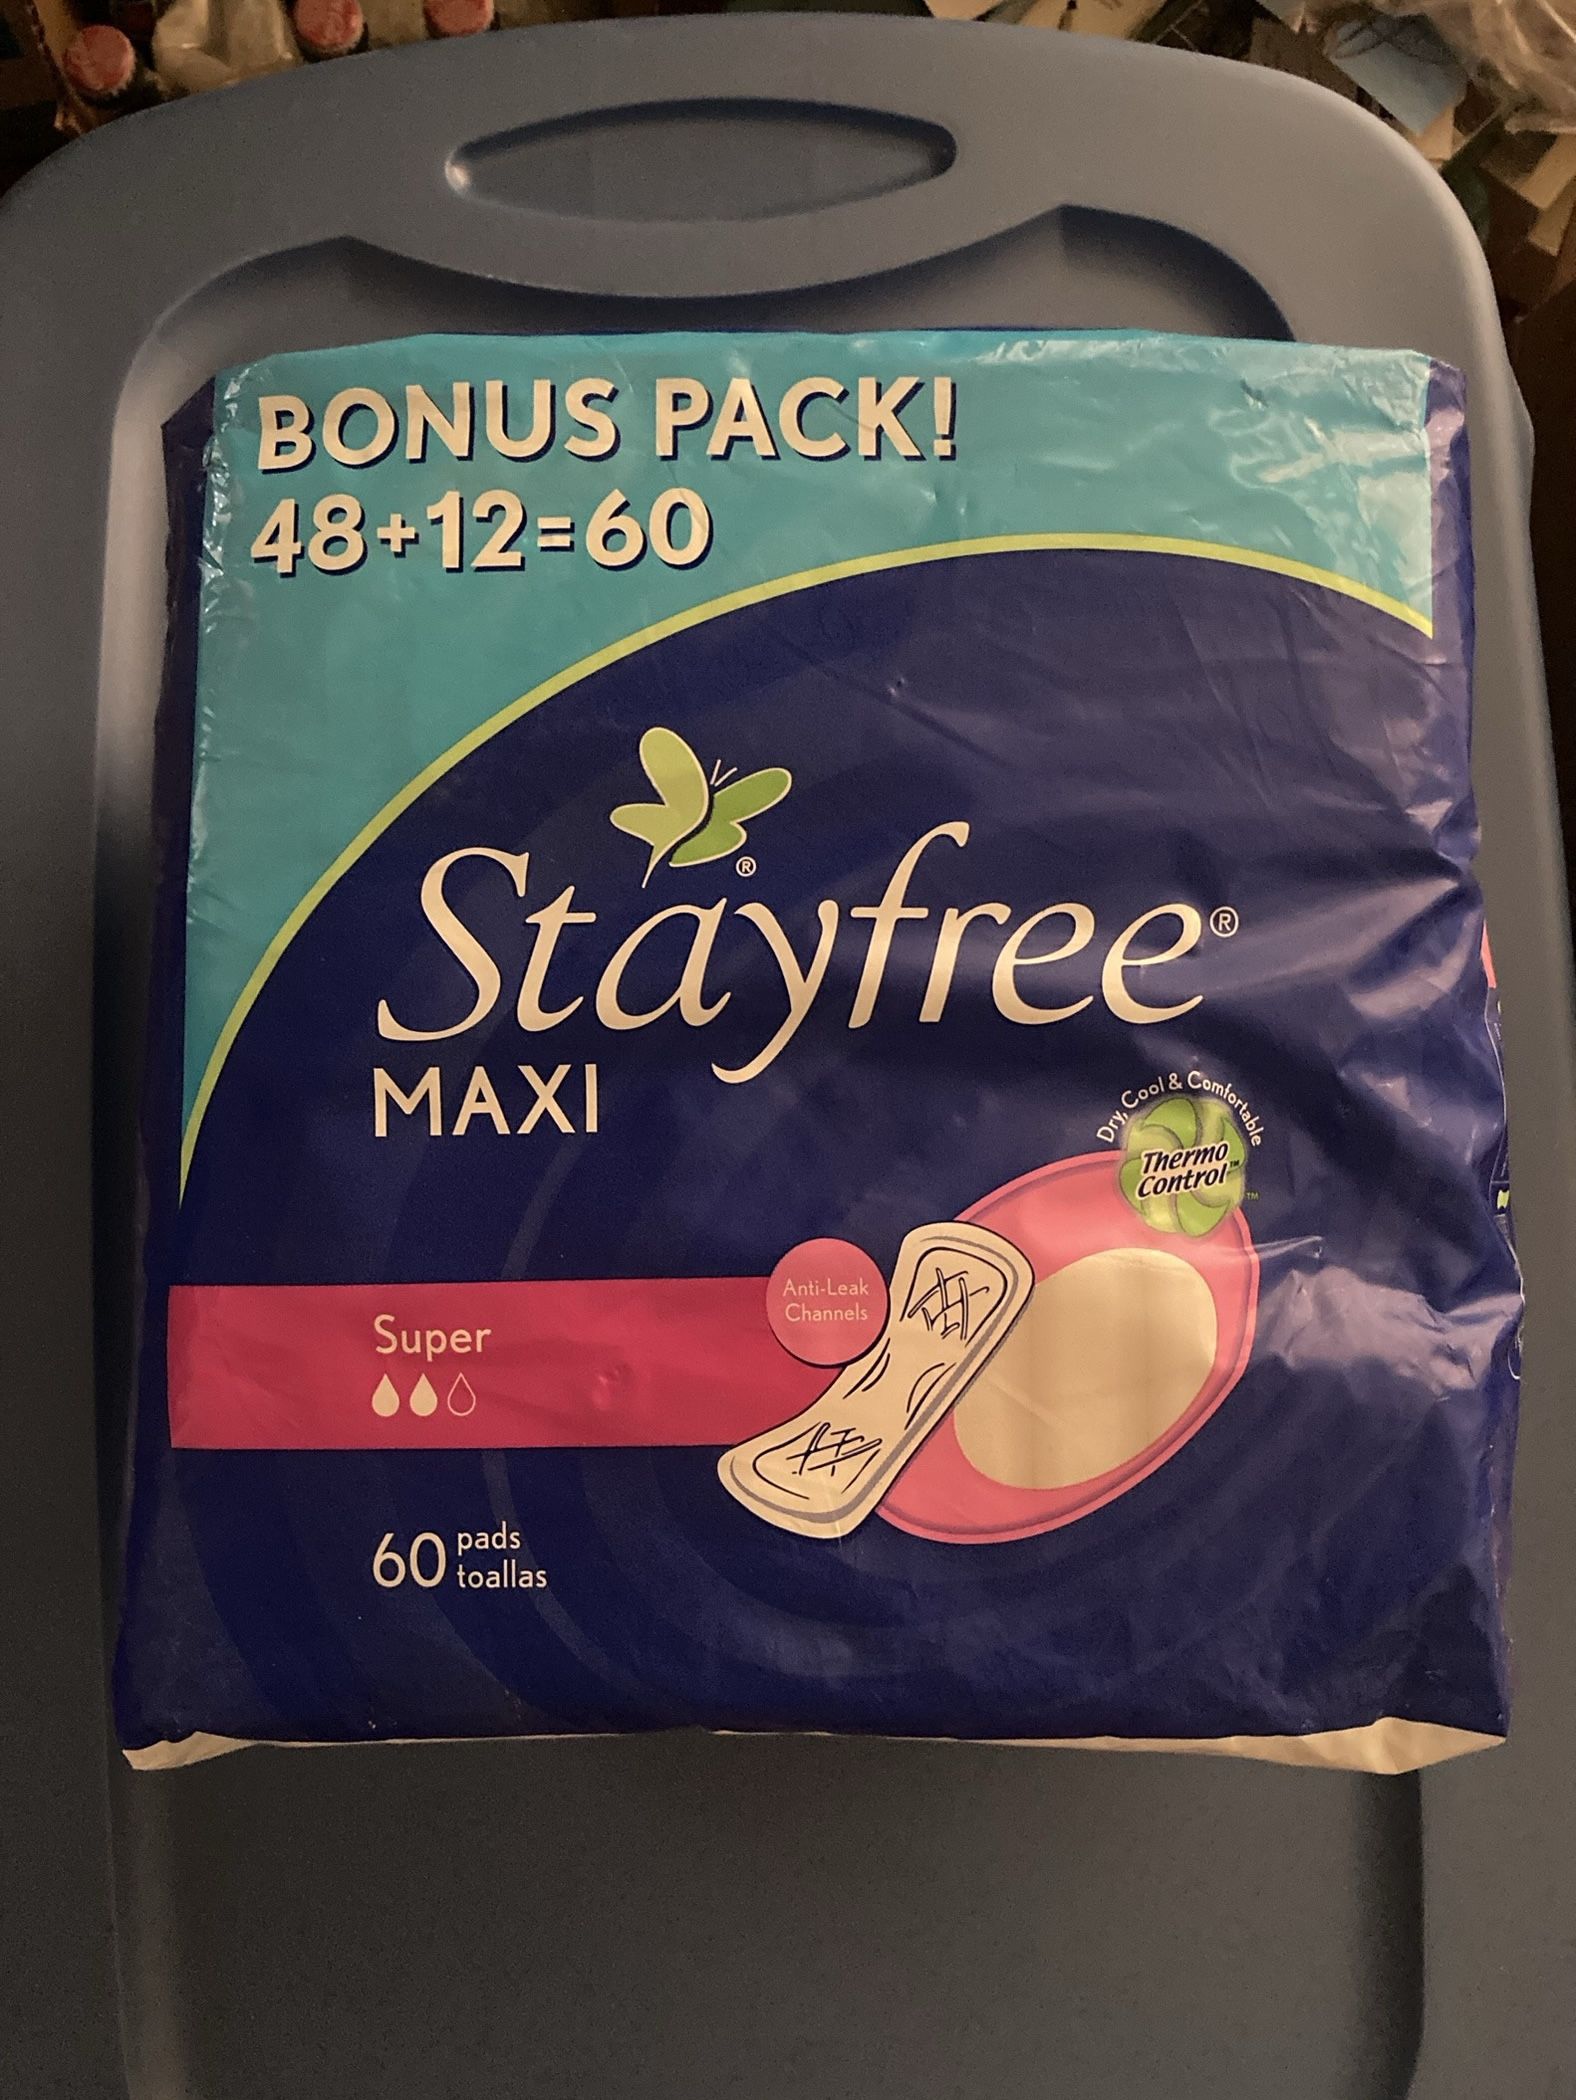 BONUS PACK!
48+12=60
®
Stayfree®
MAXI
Dry, Cool & Comfortable
Thermo
Control™
™
Anti-Leak
Channels
Super
60 pads
toallas